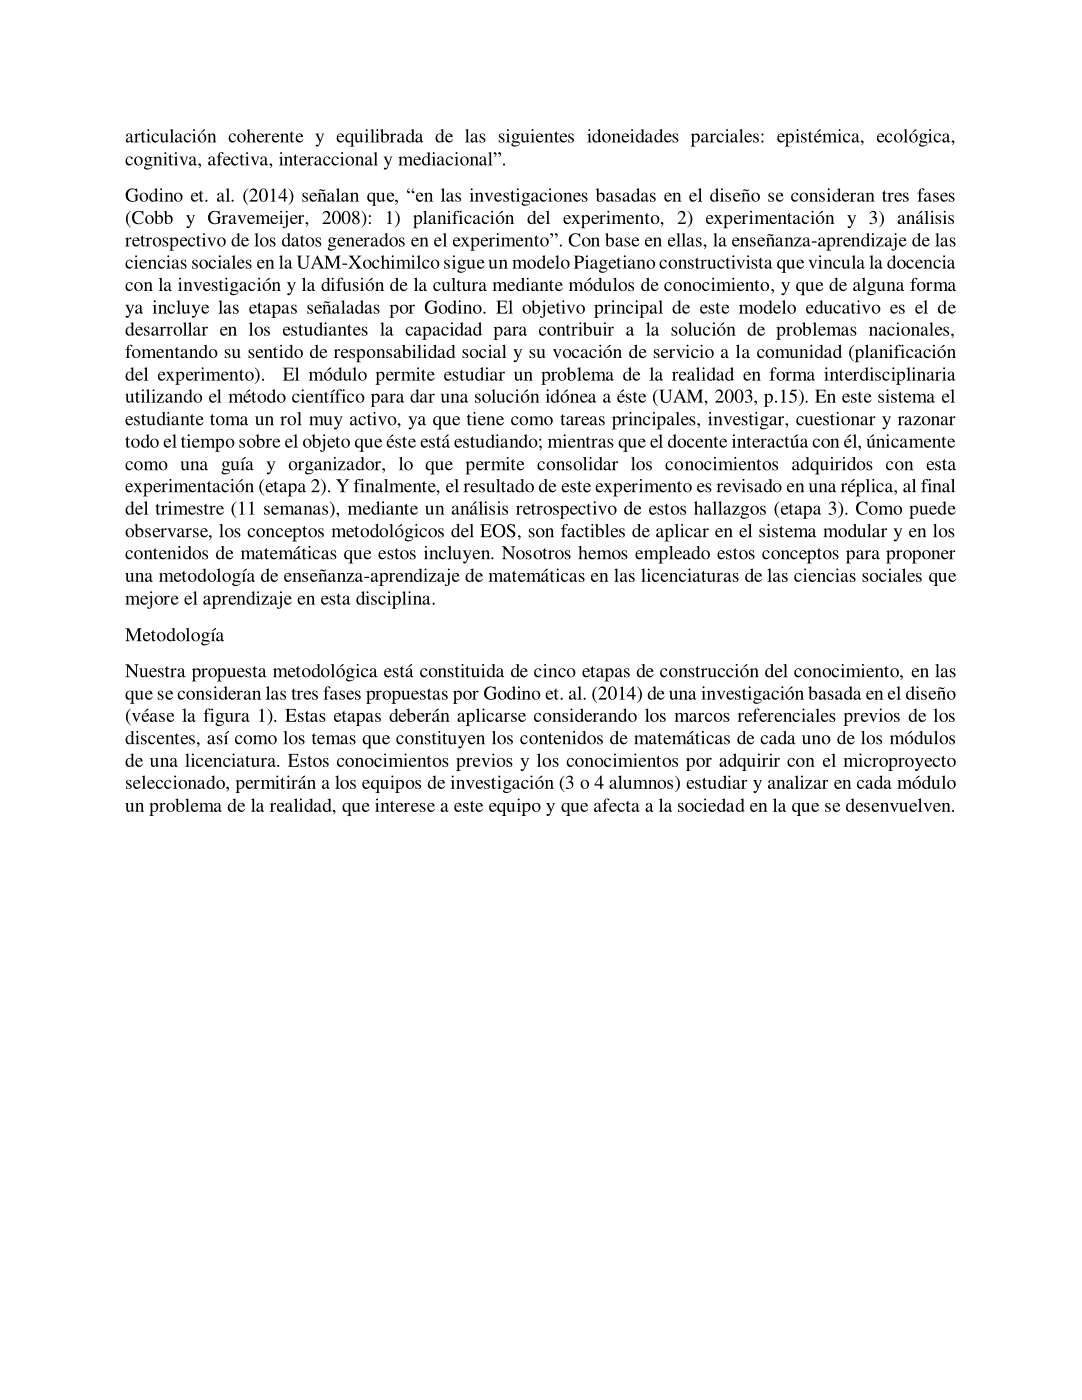 articulación coherente y equilibrada de las siguientes idoneidades parciales: epistémica, ecológica,
cognitiva, afectiva, interaccional y mediacional”.
Godino et. al. (2014) señalan que, “en las investigaciones basadas en el diseño se consideran tres fases
(Cobb y Gravemeijer, 2008): 1) planificación del experimento, 2) experimentación y 3) análisis
retrospectivo de los datos generados en el experimento”. Con base en ellas, la enseñanza-aprendizaje de las
ciencias sociales en la UAM-Xochimilco sigue un modelo Piagetiano constructivista que vincula la docencia
con la investigación y la difusión de la cultura mediante módulos de conocimiento, y que de alguna forma
ya incluye las etapas señaladas por Godino. El objetivo principal de este modelo educativo es el de
desarrollar en los estudiantes la capacidad para contribuir a la solución de problemas nacionales,
fomentando su sentido de responsabilidad social y su vocación de servicio a la comunidad (planificación
del experimento). El módulo permite estudiar un problema de la realidad en forma interdisciplinaria
utilizando el método científico para dar una solución idónea a éste (UAM, 2003, p.15). En este sistema el
estudiante toma un rol muy activo, ya que tiene como tareas principales, investigar, cuestionar y razonar
todo el tiempo sobre el objeto que éste está estudiando; mientras que el docente interactúa con él, únicamente
como una guía y organizador, lo que permite consolidar los conocimientos adquiridos con esta
experimentación (etapa 2). Y finalmente, el resultado de este experimento es revisado en una réplica, al final
del trimestre (11 semanas), mediante un análisis retrospectivo de estos hallazgos (etapa 3). Como puede
observarse, los conceptos metodológicos del EOS, son factibles de aplicar en el sistema modular y en los
contenidos de matemáticas que estos incluyen. Nosotros hemos empleado estos conceptos para proponer
una metodología de enseñanza-aprendizaje de matemáticas en las licenciaturas de las ciencias sociales que
mejore el aprendizaje en esta disciplina.
Metodología
Nuestra propuesta metodológica está constituida de cinco etapas de construcción del conocimiento, en las
que se consideran las tres fases propuestas por Godino et. al. (2014) de una investigación basada en el diseño
(véase la figura 1). Estas etapas deberán aplicarse considerando los marcos referenciales previos de los
discentes, así como los temas que constituyen los contenidos de matemáticas de cada uno de los módulos
de una licenciatura. Estos conocimientos previos y los conocimientos por adquirir con el microproyecto
seleccionado, permitirán a los equipos de investigación (3 o 4 alumnos) estudiar y analizar en cada módulo
un problema de la realidad, que interese a este equipo y que afecta a la sociedad en la que se desenvuelven.